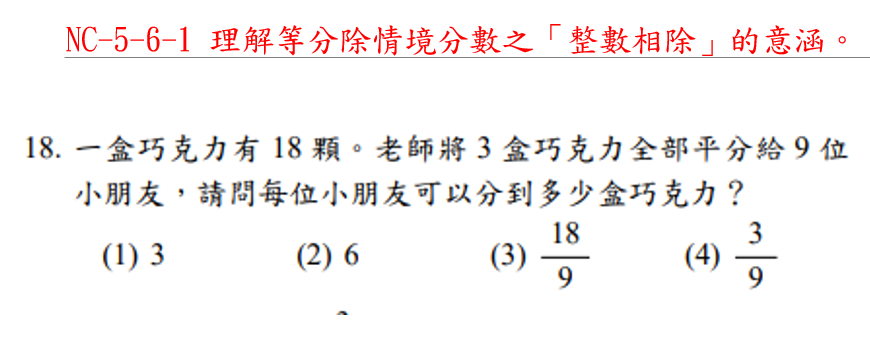 NC-5-6-1 理解等分除情境分數之「整數相除」的意涵。
18. 一盒巧克力有 18 顆。老師將 3 盒巧克力全部平分給 9 位
小朋友,請問每位小朋友可以分到多少盒巧克力?
(1) 3 (2) 6 (3) 18/9 (4) 3/9